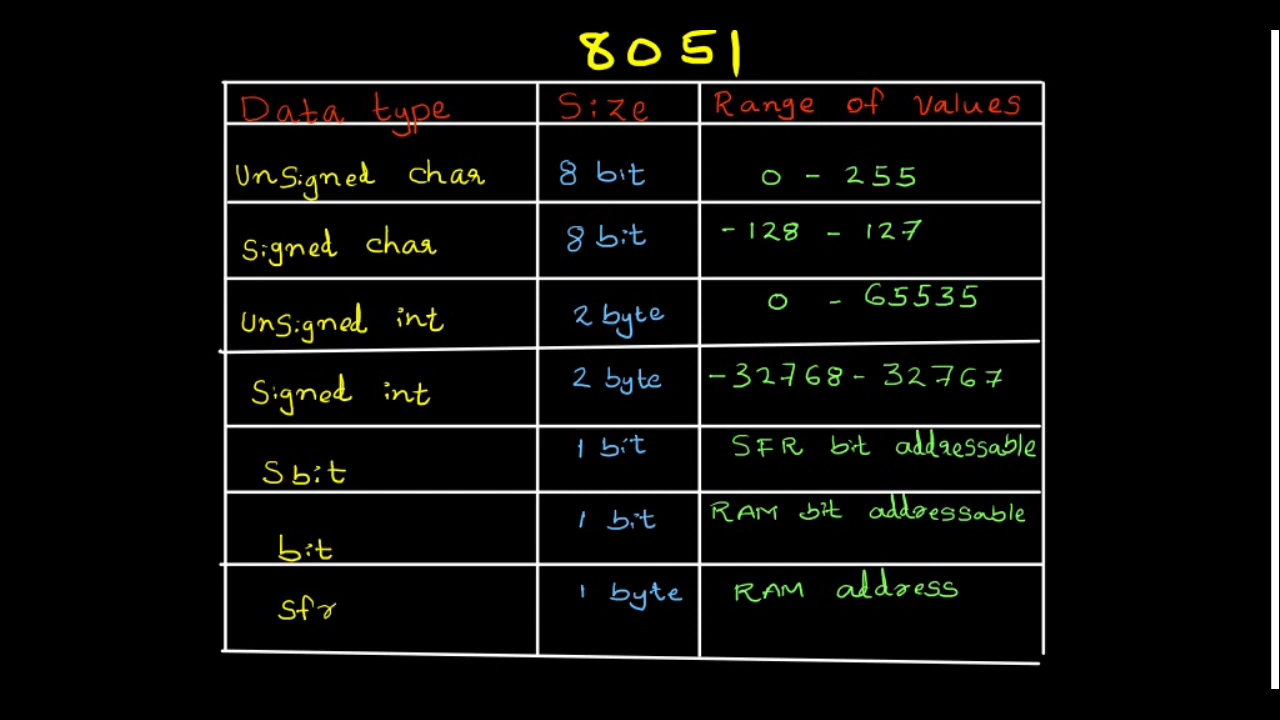 8051
Data type Size Range of values
Unsigned char 8 bit 0 - 255
Signed char 8 bit -128 - 127
Unsigned int 2 byte 0 - 65535
Signed int 2 byte -32768 - 32767
Sbit 1 bit SFR bit addressable
bit 1 bit RAM bit addressable
Sfr 1 byte RAM address